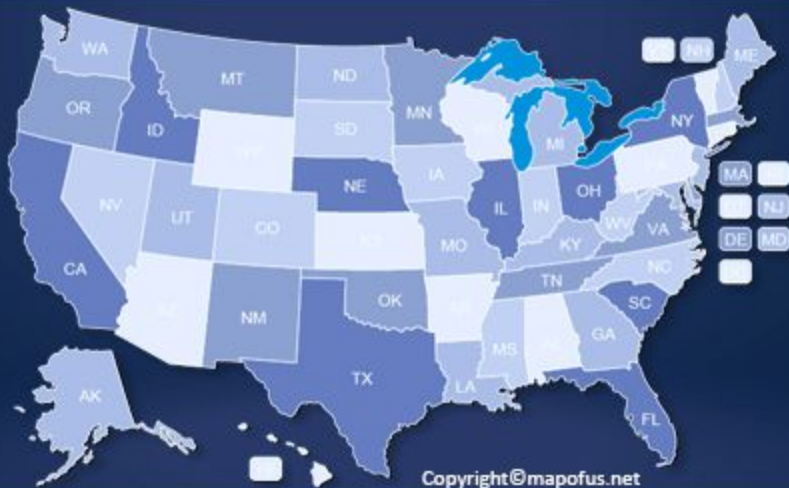 WA
MT
ND
MN
NH
ME
OR
ID
SD
MI
NY
NE
IA
IL
IN
OH
MA
NV
UT
CO
MO
KY
WV
VA
NJ
DE
MD
CA
NM
OK
TN
NC
SC
MS
GA
TX
LA
FL
AK
Copyright©mapofus.net